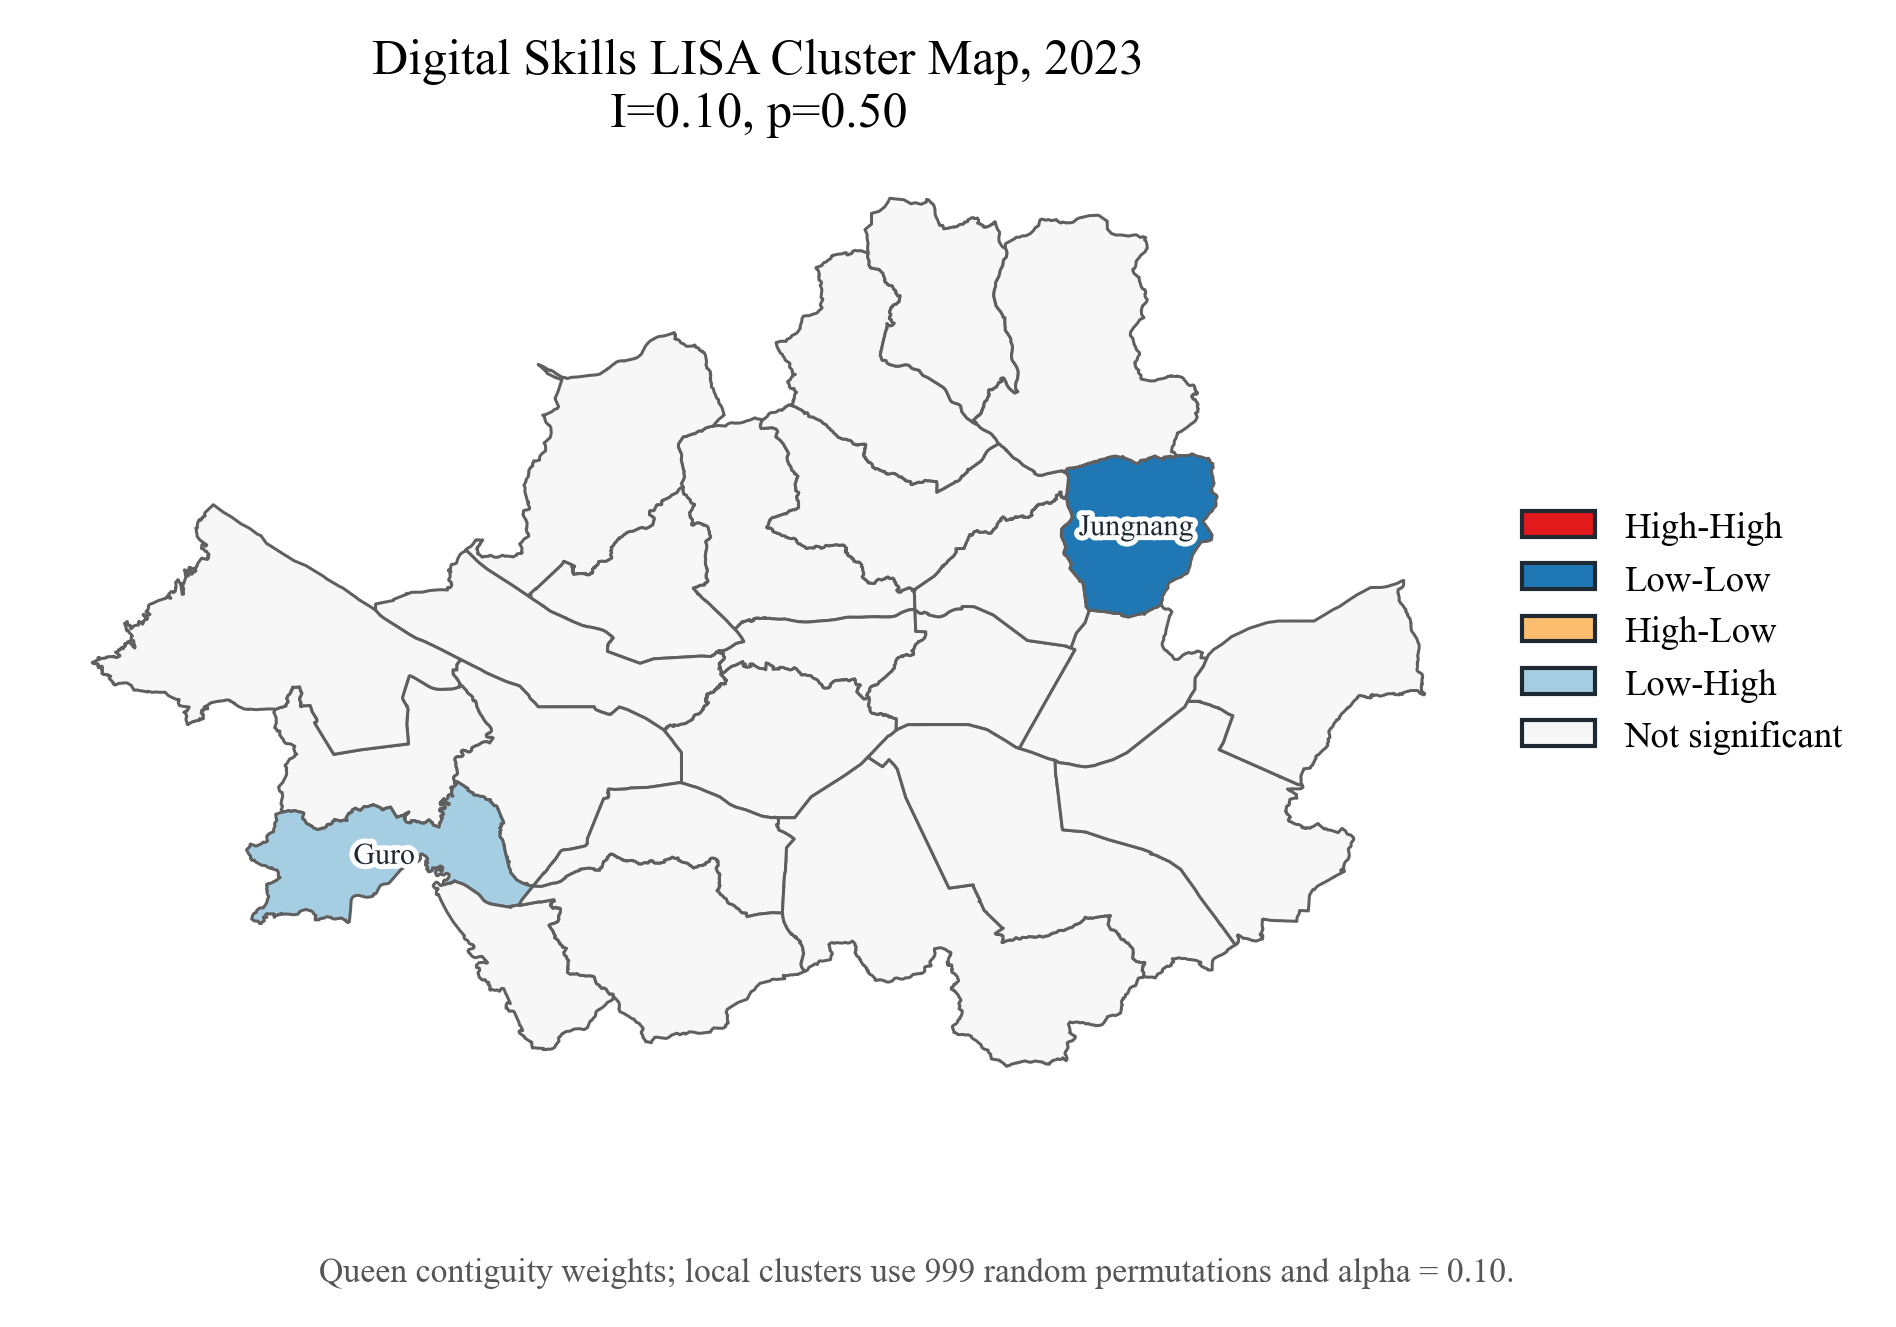 Digital Skills LISA Cluster Map, 2023
I=0.10, p=0.50
Jungnang
Guro
High-High
Low-Low
High-Low
Low-High
Not significant
Queen contiguity weights; local clusters use 999 random permutations and alpha = 0.10.